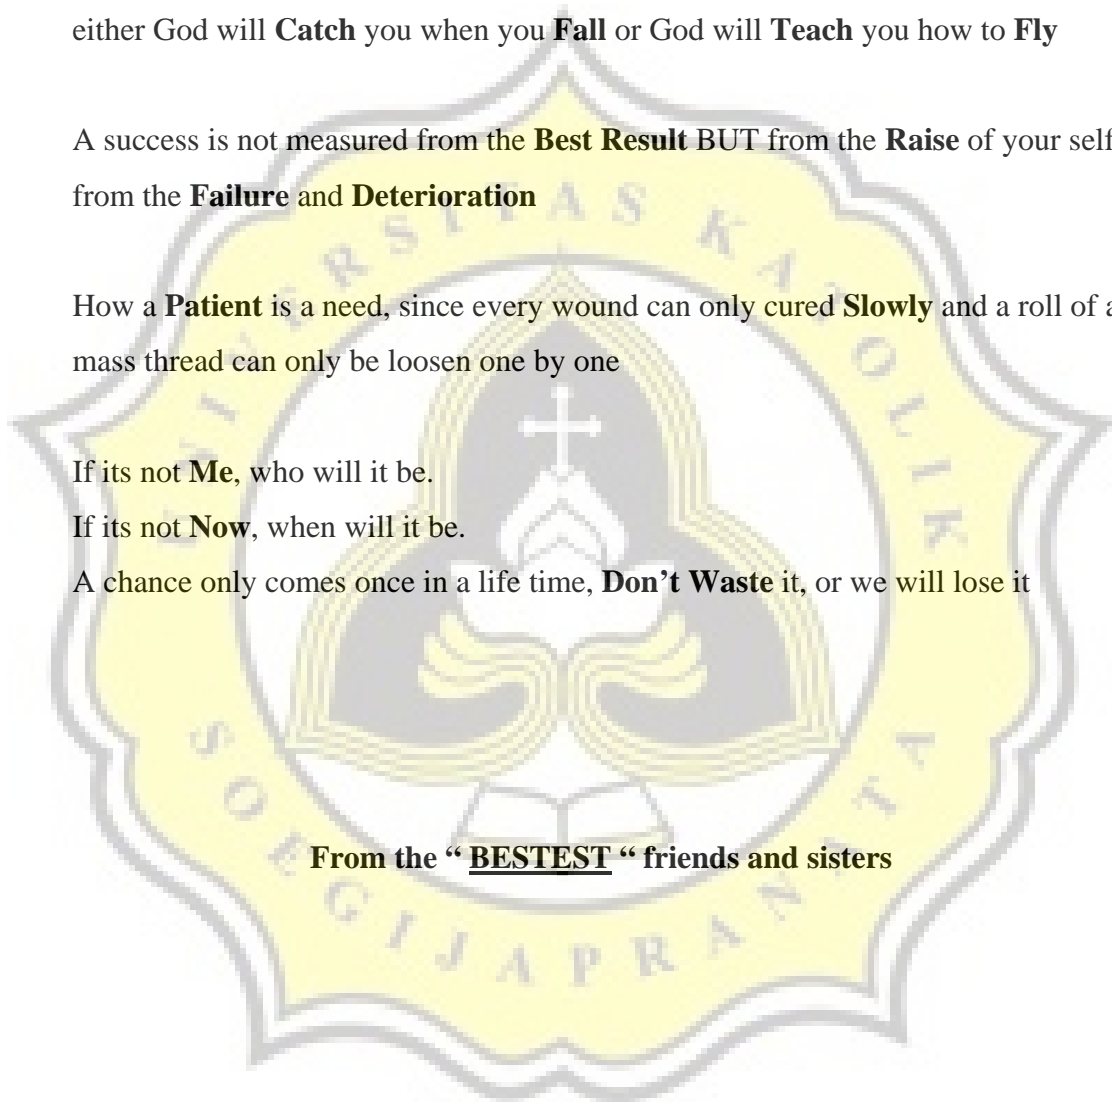 either God will Catch you when you Fall or God will Teach you how to Fly
A success is not measured from the Best Result BUT from the Raise of your self
from the Failure and Deterioration
How a Patient is a need, since every wound can only cured Slowly and a roll of a
mass thread can only be loosen one by one
If its not Me, who will it be.
If its not Now, when will it be.
A chance only comes once in a life time, Don’t Waste it, or we will lose it
From the “ BESTEST “ friends and sisters
UNIVERSITAS KATOLIK
SOEGIJAPRANATA